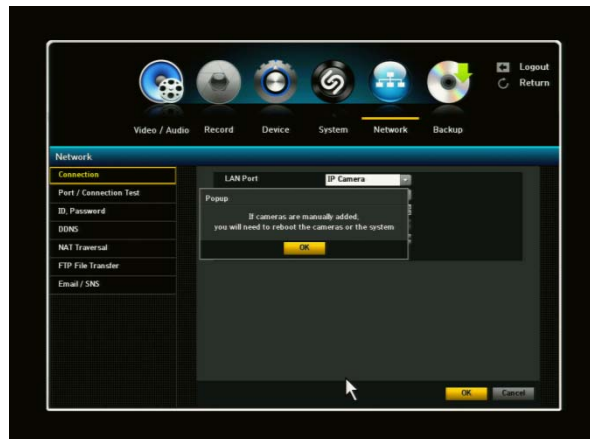 Logout
Return
Video / Audio
Record
Device
System
Network
Backup
Network
Connection
Port / Connection Test
ID, Password
DDNS
NAT Traversal
FTP File Transfer
Email / SNS
LAN Port
IP Camera
Popup
If cameras are manually added,
you will need to reboot the cameras or the system
OK
OK
Cancel